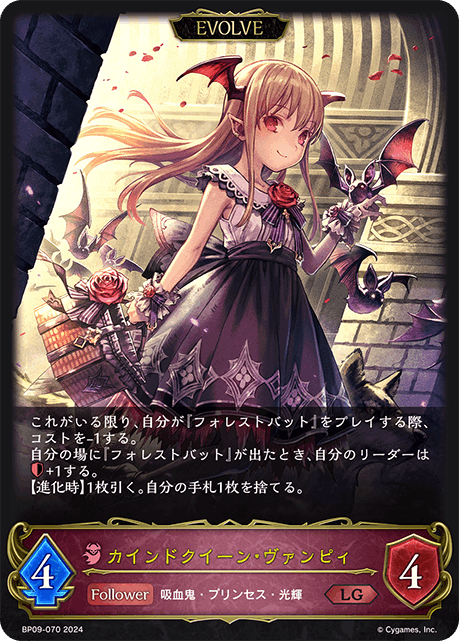 EVOLVE
これがいる限り、自分が『フォレストバット』をプレイする際、
コストを-1する。
自分の場に『フォレストバット』が出たとき、自分のリーダーは
+1する。
【進化時】1枚引く。自分の手札1枚を捨てる。
カインドクイーン・ヴァンピィ
4
4
Follower
吸血鬼・プリンセス・光輝
LG
BP09-070 2024
© Cygames, Inc.